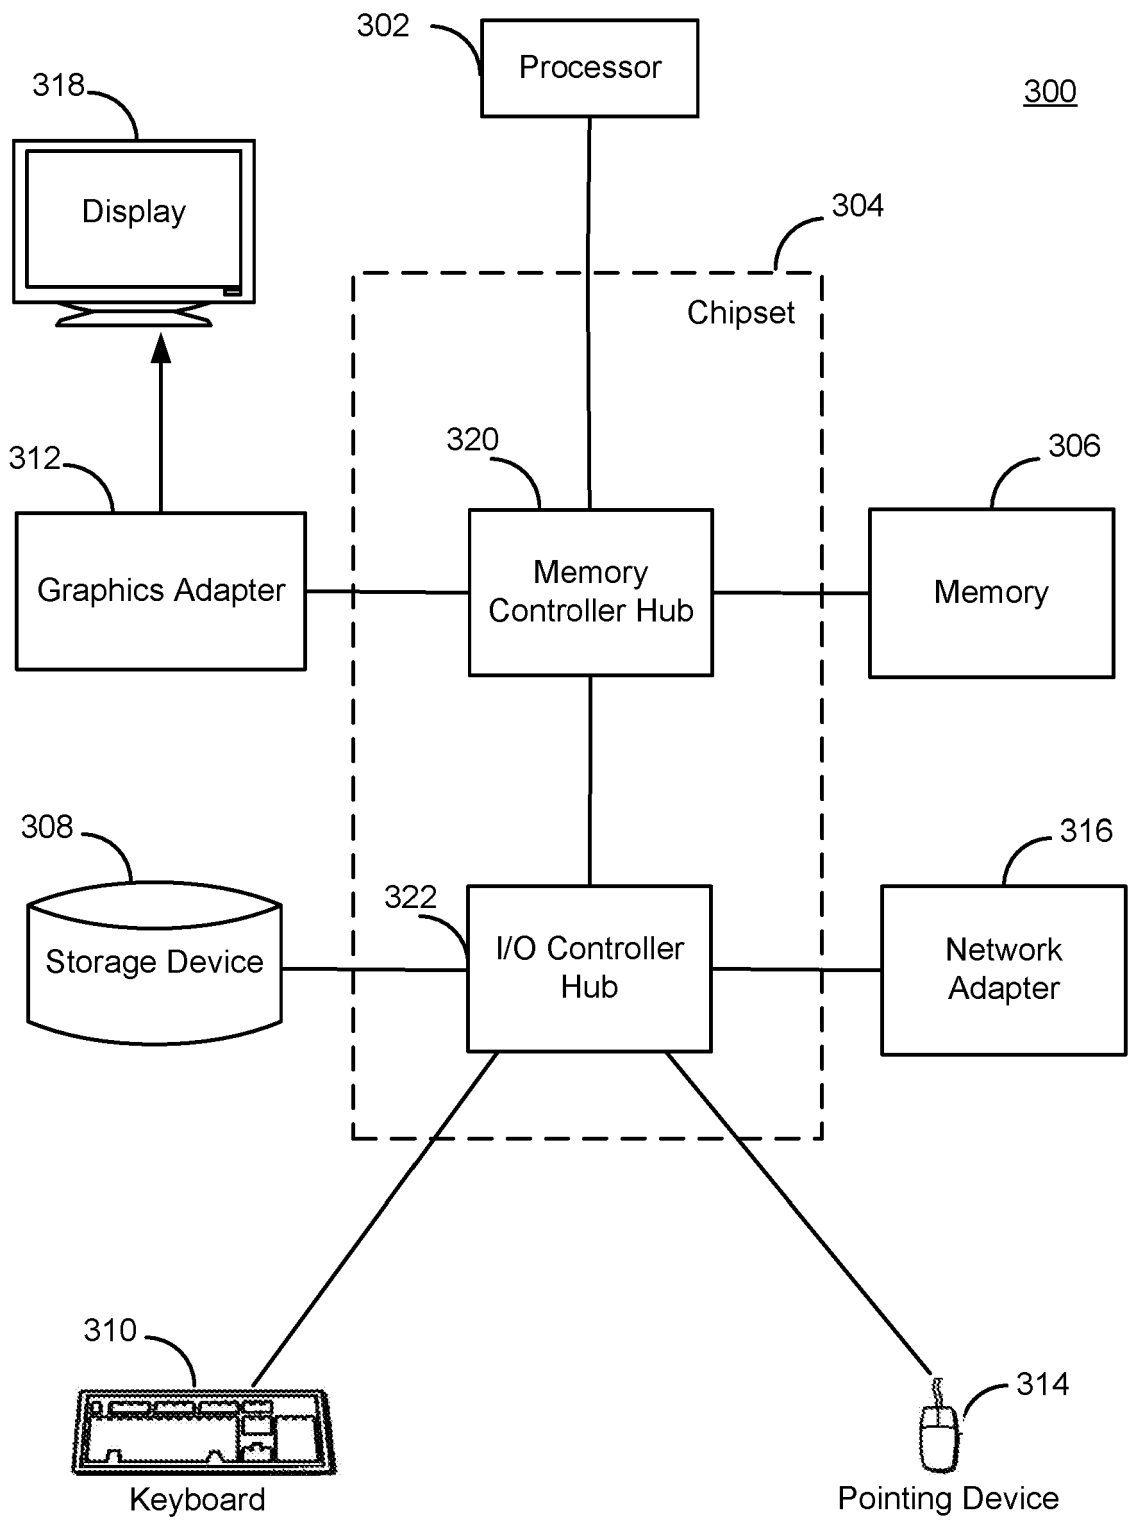 302
Processor
300
318
Display
304
Chipset
320
312
306
Graphics Adapter
Memory
Controller Hub
Memory
308
316
322
Storage Device
I/O Controller
Hub
Network
Adapter
310
314
Keyboard
Pointing Device